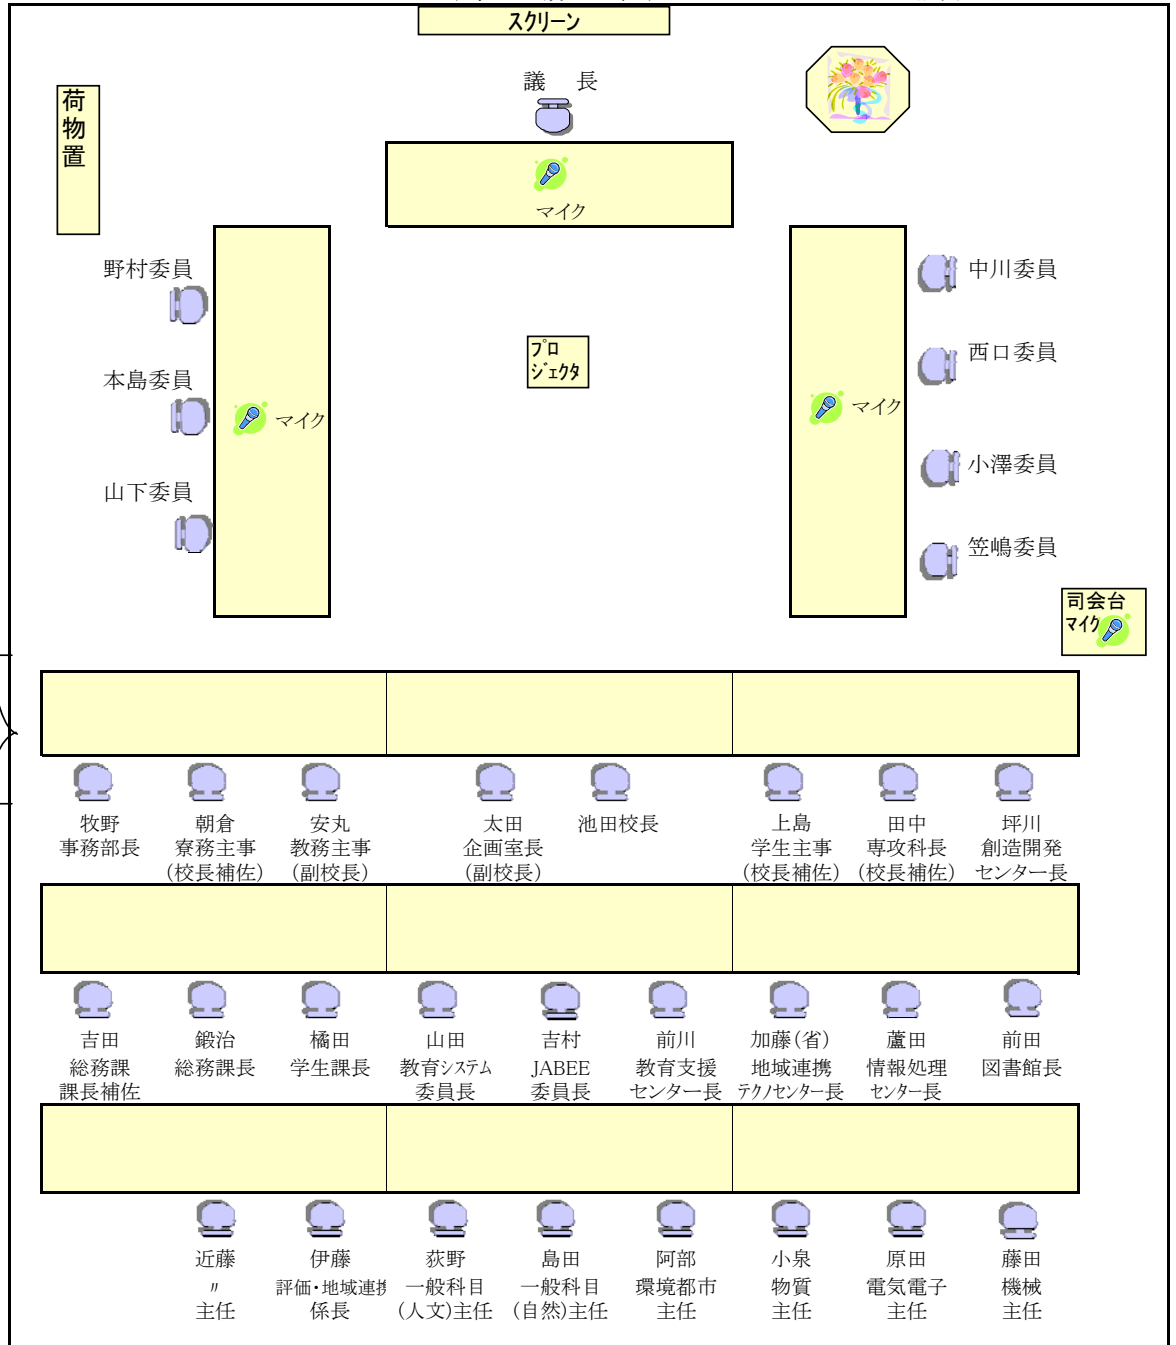 スクリーン
議　長
荷物置
マイク
野村委員
中川委員
プロ
ジェクタ
西口委員
本島委員
マイク
マイク
小澤委員
山下委員
笠嶋委員
司会台
マイク
牧野
事務部長
朝倉
寮務主事
(校長補佐)
安丸
教務主事
(副校長)
太田
企画室長
(副校長)
池田校長
上島
学生主事
(校長補佐)
田中
専攻科長
(校長補佐)
坪川
創造開発
センター長
吉田
総務課
課長補佐
鍛治
総務課長
橘田
学生課長
山田
教育システム
委員長
吉村
JABEE
委員長
前川
教育支援
センター長
加藤(省)
地域連携
テクノセンター長
蘆田
情報処理
センター長
前田
図書館長
近藤
〃
主任
伊藤
評価・地域連携
係長
荻野
一般科目
(人文)主任
島田
一般科目
(自然)主任
阿部
環境都市
主任
小泉
物質
主任
原田
電気電子
主任
藤田
機械
主任